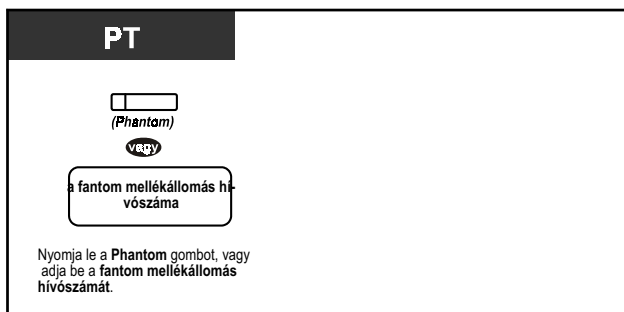 PT
(Phantom)
vagy
a fantom mellékállomás hí-
vószáma
Nyomja le a Phantom gombot, vagy
adja be a fantom mellékállomás
hívószámát.